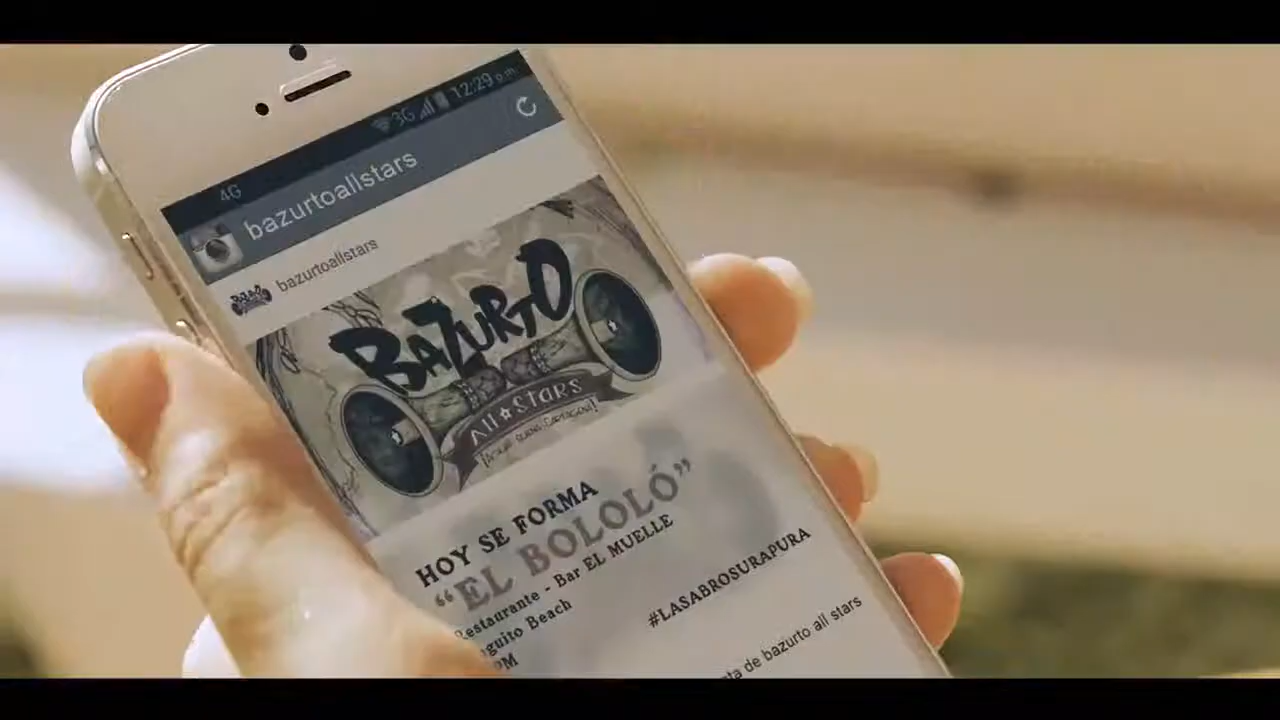 3G 12:29 p.m.
4G
bazurtoallstars
bazurtoallstars
BAZURTO
All★Stars
HOY SE FORMA
“EL BOLOLÓ”
Restaurante - Bar EL MUELLE
Beach
#LASABROSURAPURA
de bazurto all stars